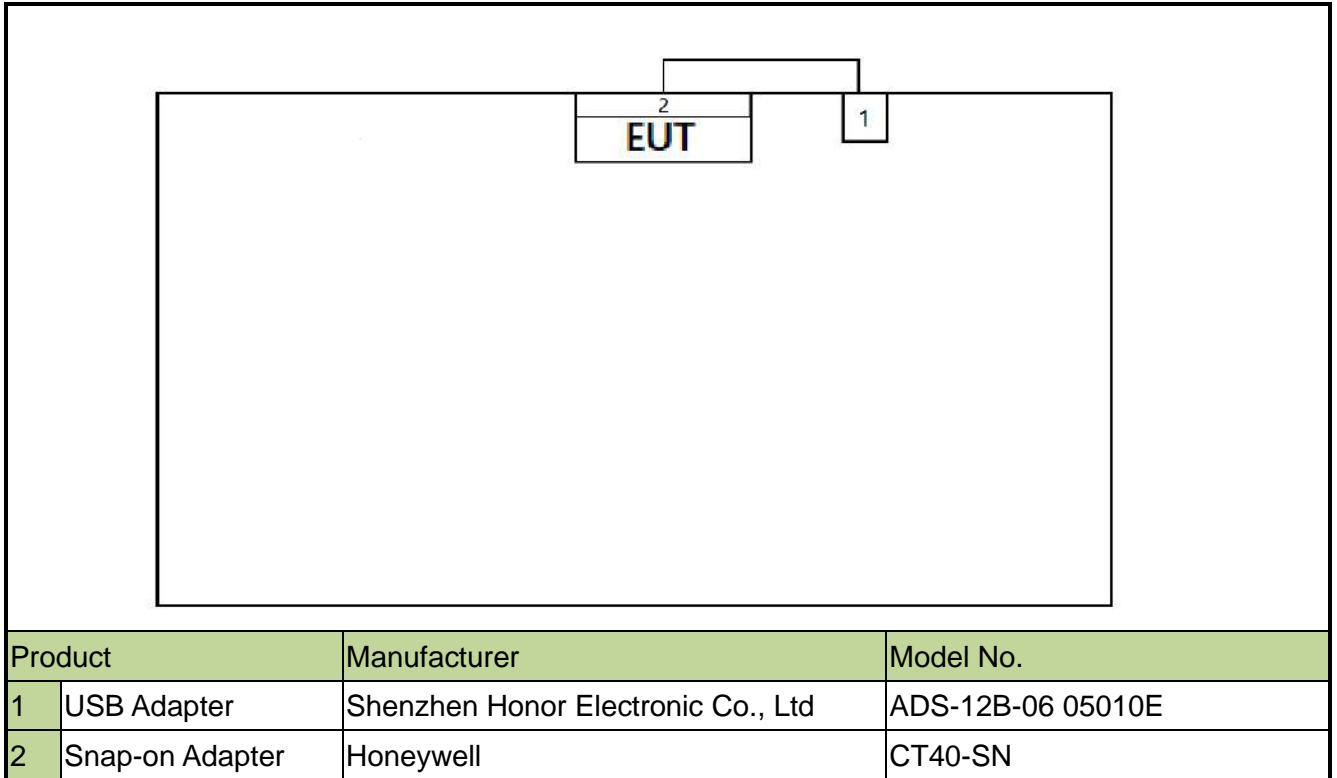 2
EUT
1
Product Manufacturer Model No.
1 USB Adapter Shenzhen Honor Electronic Co., Ltd ADS-12B-06 05010E
2 Snap-on Adapter Honeywell CT40-SN